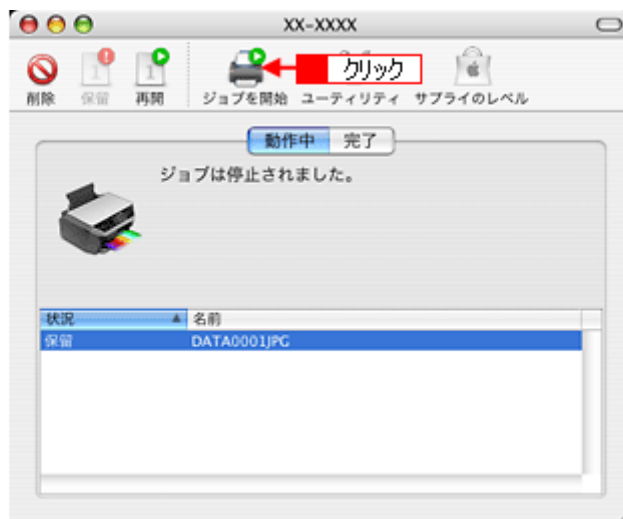 XX-XXXX
クリック
削除 保留 再開 ジョブを開始 ユーティリティ サプライのレベル
動作中 完了
ジョブは停止されました。
状況 名前
保留 DATA0001JPG